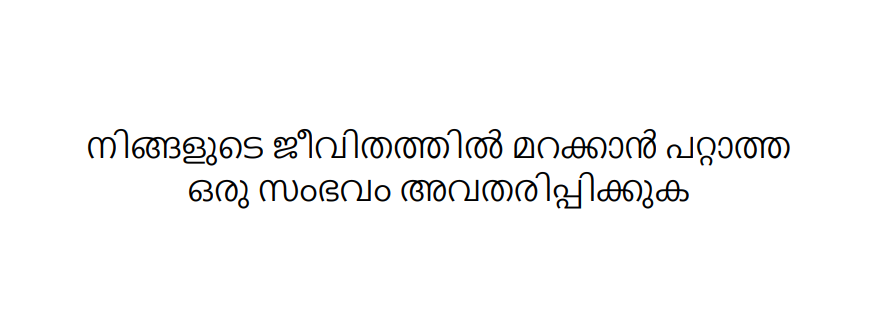 നിങ്ങളുടെ ജീവിതത്തിൽ മറക്കാൻ പറ്റാത്ത
ഒരു സംഭവം അവതരിപ്പിക്കുക